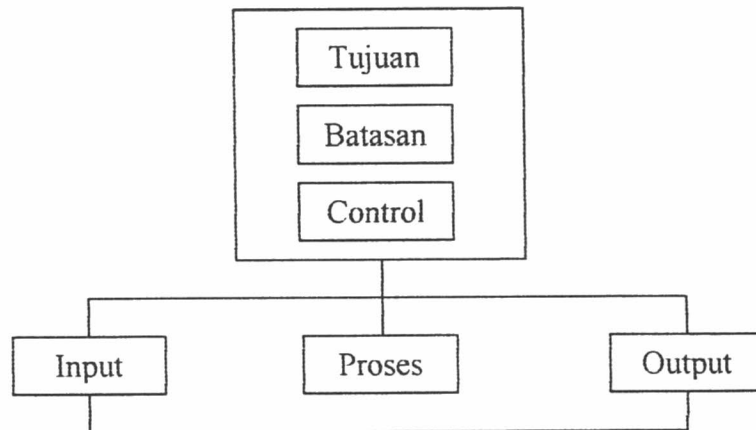 Tujuan
Batasan
Control
Input Proses Output